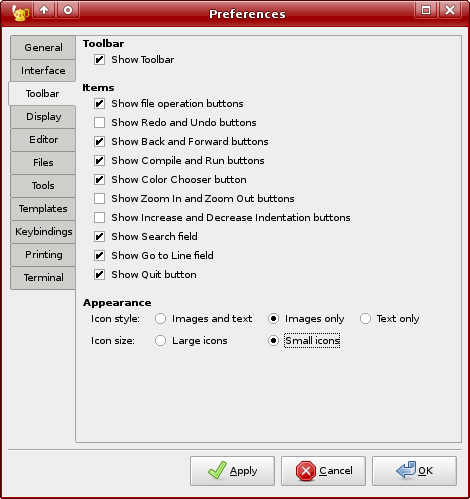 Preferences
General
Interface
Toolbar
Display
Editor
Files
Tools
Templates
Keybindings
Printing
Terminal
Toolbar
Show Toolbar
Items
Show file operation buttons
Show Redo and Undo buttons
Show Back and Forward buttons
Show Compile and Run buttons
Show Color Chooser button
Show Zoom In and Zoom Out buttons
Show Increase and Decrease Indentation buttons
Show Search field
Show Go to Line field
Show Quit button
Appearance
Icon style: Images and text Images only Text only
Icon size: Large icons Small icons
Apply Cancel OK